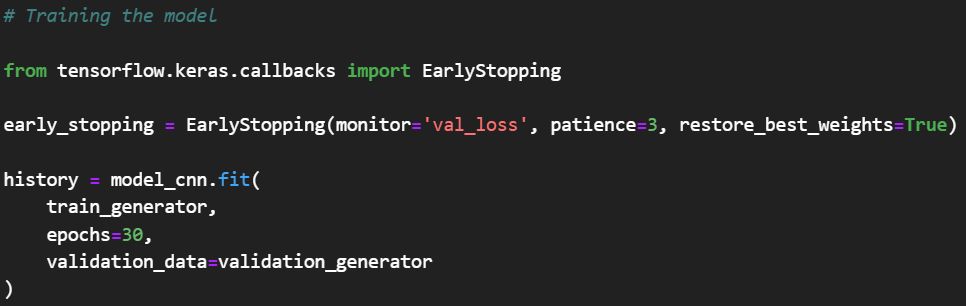 # Training the model
from tensorflow.keras.callbacks import EarlyStopping
early_stopping = EarlyStopping(monitor='val_loss', patience=3, restore_best_weights=True)
history = model_cnn.fit(
    train_generator,
    epochs=30,
    validation_data=validation_generator
)